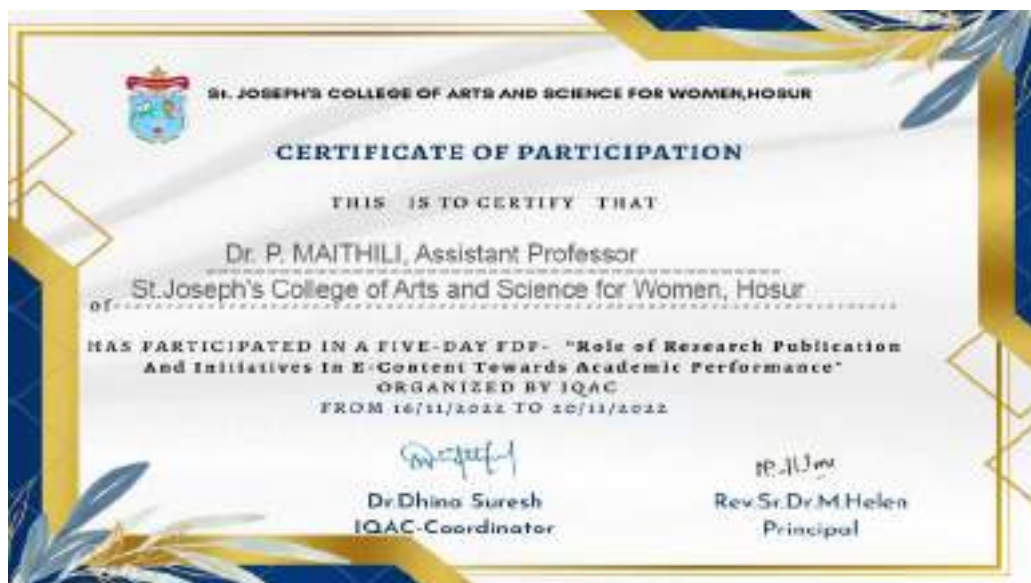 St. JOSEPH'S COLLEGE OF ARTS AND SCIENCE FOR WOMEN,HOSUR
CERTIFICATE OF PARTICIPATION
THIS IS TO CERTIFY THAT
Dr. P. MAITHILI, Assistant Professor
of St.Joseph's College of Arts and Science for Women, Hosur
HAS PARTICIPATED IN A FIVE-DAY FDP- "Role of Research Publication
And Initiatives In E-Content Towards Academic Performance"
ORGANIZED BY IQAC
FROM 16/11/2022 TO 20/11/2022
Dr.Dhina Suresh
IQAC-Coordinator
Rev.Sr.Dr.M.Helen
Principal